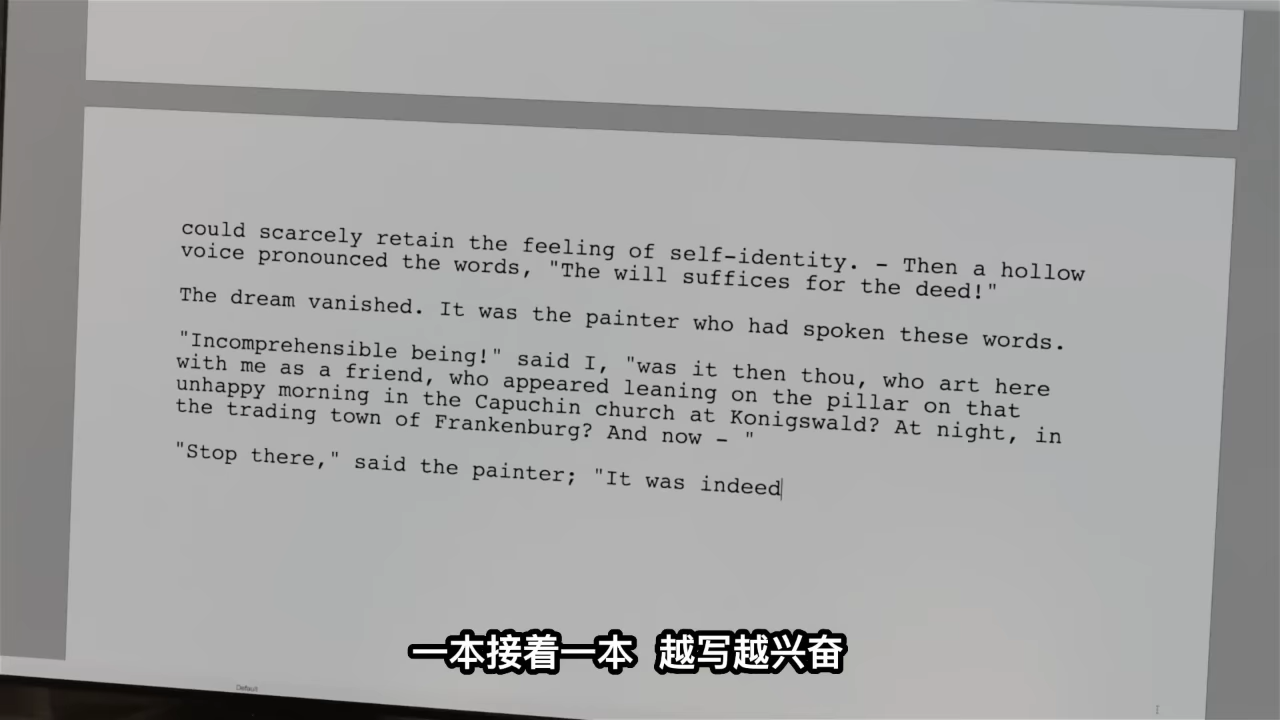 could scarcely retain the feeling of self-identity. – Then a hollow
voice pronounced the words, "The will suffices for the deed!"
The dream vanished. It was the painter who had spoken these words.
"Incomprehensible being!" said I, "was it then thou, who art here
with me as a friend, who appeared leaning on the pillar on that
unhappy morning in the Capuchin church at Konigswald? At night, in
the trading town of Frankenburg? And now – "
"Stop there," said the painter; "It was indeed
一本接着一本 越写越兴奋
Default